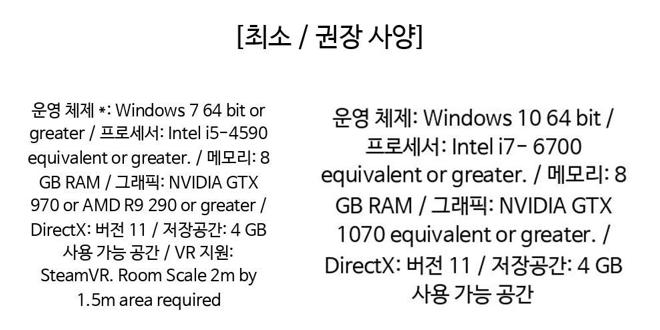 [최소 / 권장 사양]
운영 체제 *: Windows 7 64 bit or
greater / 프로세서: Intel i5-4590
equivalent or greater. / 메모리: 8
GB RAM / 그래픽: NVIDIA GTX
970 or AMD R9 290 or greater /
DirectX: 버전 11 / 저장공간: 4 GB
사용 가능 공간 / VR 지원:
SteamVR. Room Scale 2m by
1.5m area required
운영 체제: Windows 10 64 bit /
프로세서: Intel i7- 6700
equivalent or greater. / 메모리: 8
GB RAM / 그래픽: NVIDIA GTX
1070 equivalent or greater. /
DirectX: 버전 11 / 저장공간: 4 GB
사용 가능 공간